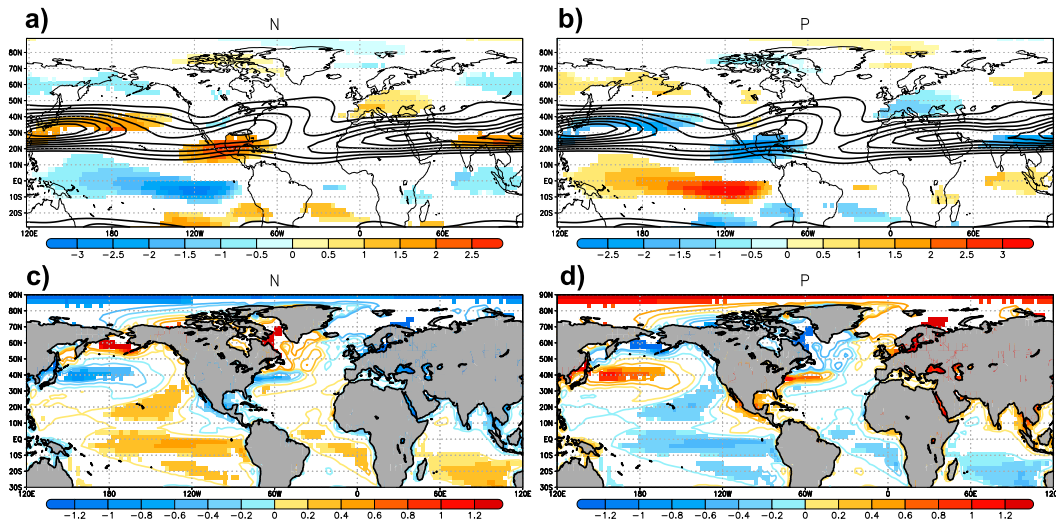 a)
N
80N
70N
60N
50N
40N
30N
20N
10N
EQ
10S
20S
120E
180
120W
60W
0
60E
−3 −2.5 −2 −1.5 −1 −0.5 0 0.5 1 1.5 2 2.5
b)
P
80N
70N
60N
50N
40N
30N
20N
10N
EQ
10S
20S
120E
180
120W
60W
0
60E
−2.5 −2 −1.5 −1 −0.5 0 0.5 1 1.5 2 2.5 3
c)
N
90N
80N
70N
60N
50N
40N
30N
20N
10N
EQ
10S
20S
30S
120E 180 120W 60W 0 60E 120E
−1.2 −1 −0.8 −0.6 −0.4 −0.2 0 0.2 0.4 0.6 0.8 1 1.2
d)
P
90N
80N
70N
60N
50N
40N
30N
20N
10N
EQ
10S
20S
30S
120E 180 120W 60W 0 60E 120E
−1.2 −1 −0.8 −0.6 −0.4 −0.2 0 0.2 0.4 0.6 0.8 1 1.2